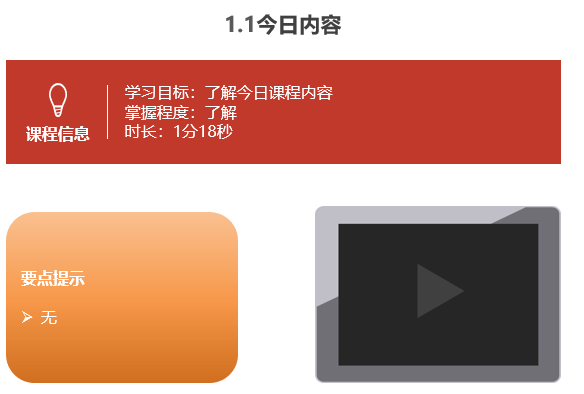 1.1今日内容
课程信息
学习目标：了解今日课程内容
掌握程度：了解
时长：1分18秒
要点提示
➢ 无